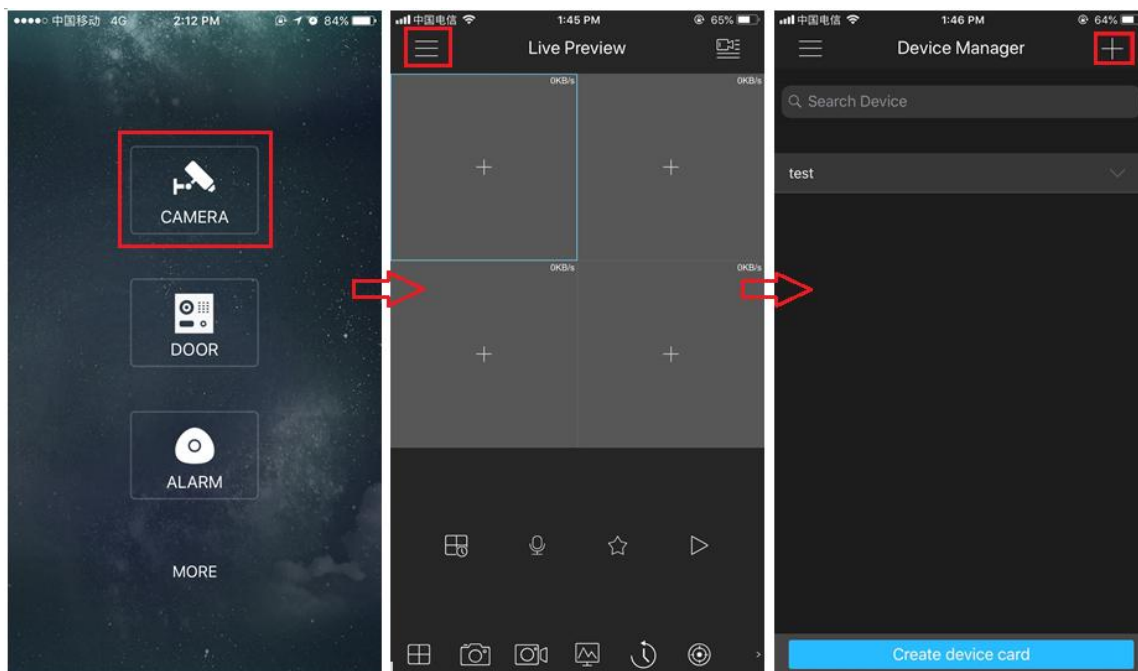 中国移动 4G 2:12 PM 84%
CAMERA
DOOR
ALARM
MORE
中国电信 1:45 PM 65%
Live Preview
0KB/s 0KB/s
0KB/s 0KB/s
中国电信 1:46 PM 64%
Device Manager
Search Device
test
Create device card